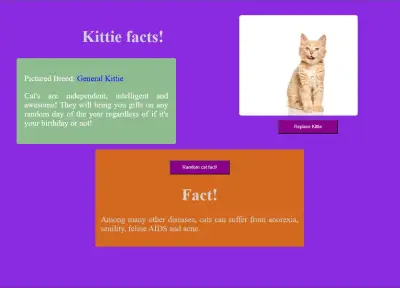 Kittie facts!
Pictured Breed: General Kittie
Cat's are independent, intelligent and
awesome! They will bring you gifts on any
random day of the year regardless of if it's
your birthday or not!
Replace Kittie
Random cat fact!
Fact!
Among many other diseases, cats can suffer from anorexia,
senility, feline AIDS and acne.